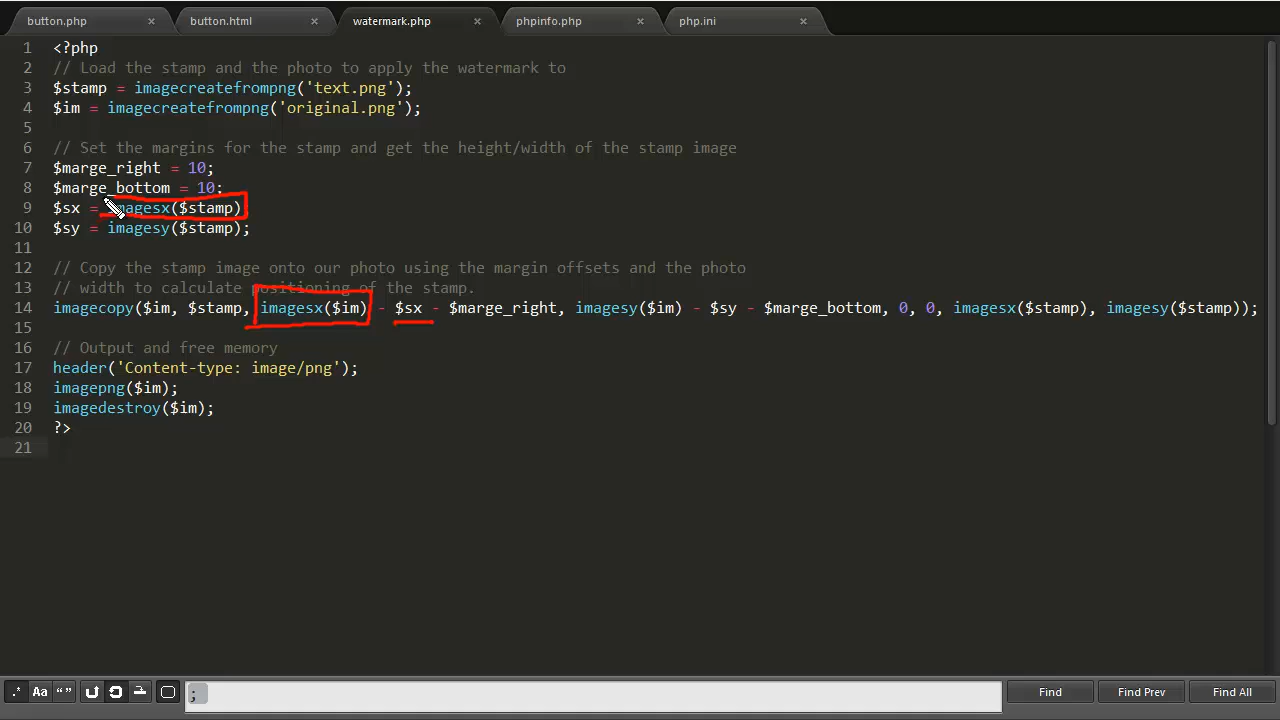 button.php × button.html × watermark.php × phpinfo.php × php.ini ×
1 <?php
2 // Load the stamp and the photo to apply the watermark to
3 $stamp = imagecreatefrompng('text.png');
4 $im = imagecreatefrompng('original.png');
5
6 // Set the margins for the stamp and get the height/width of the stamp image
7 $marge_right = 10;
8 $marge_bottom = 10;
9 $sx = imagesx($stamp)
10 $sy = imagesy($stamp);
11
12 // Copy the stamp image onto our photo using the margin offsets and the photo
13 // width to calculate positioning of the stamp.
14 imagecopy($im, $stamp, imagesx($im) - $sx - $marge_right, imagesy($im) - $sy - $marge_bottom, 0, 0, imagesx($stamp), imagesy($stamp));
15
16 // Output and free memory
17 header('Content-type: image/png');
18 imagepng($im);
19 imagedestroy($im);
20 ?>
21
.* Aa “” ; Find Find Prev Find All